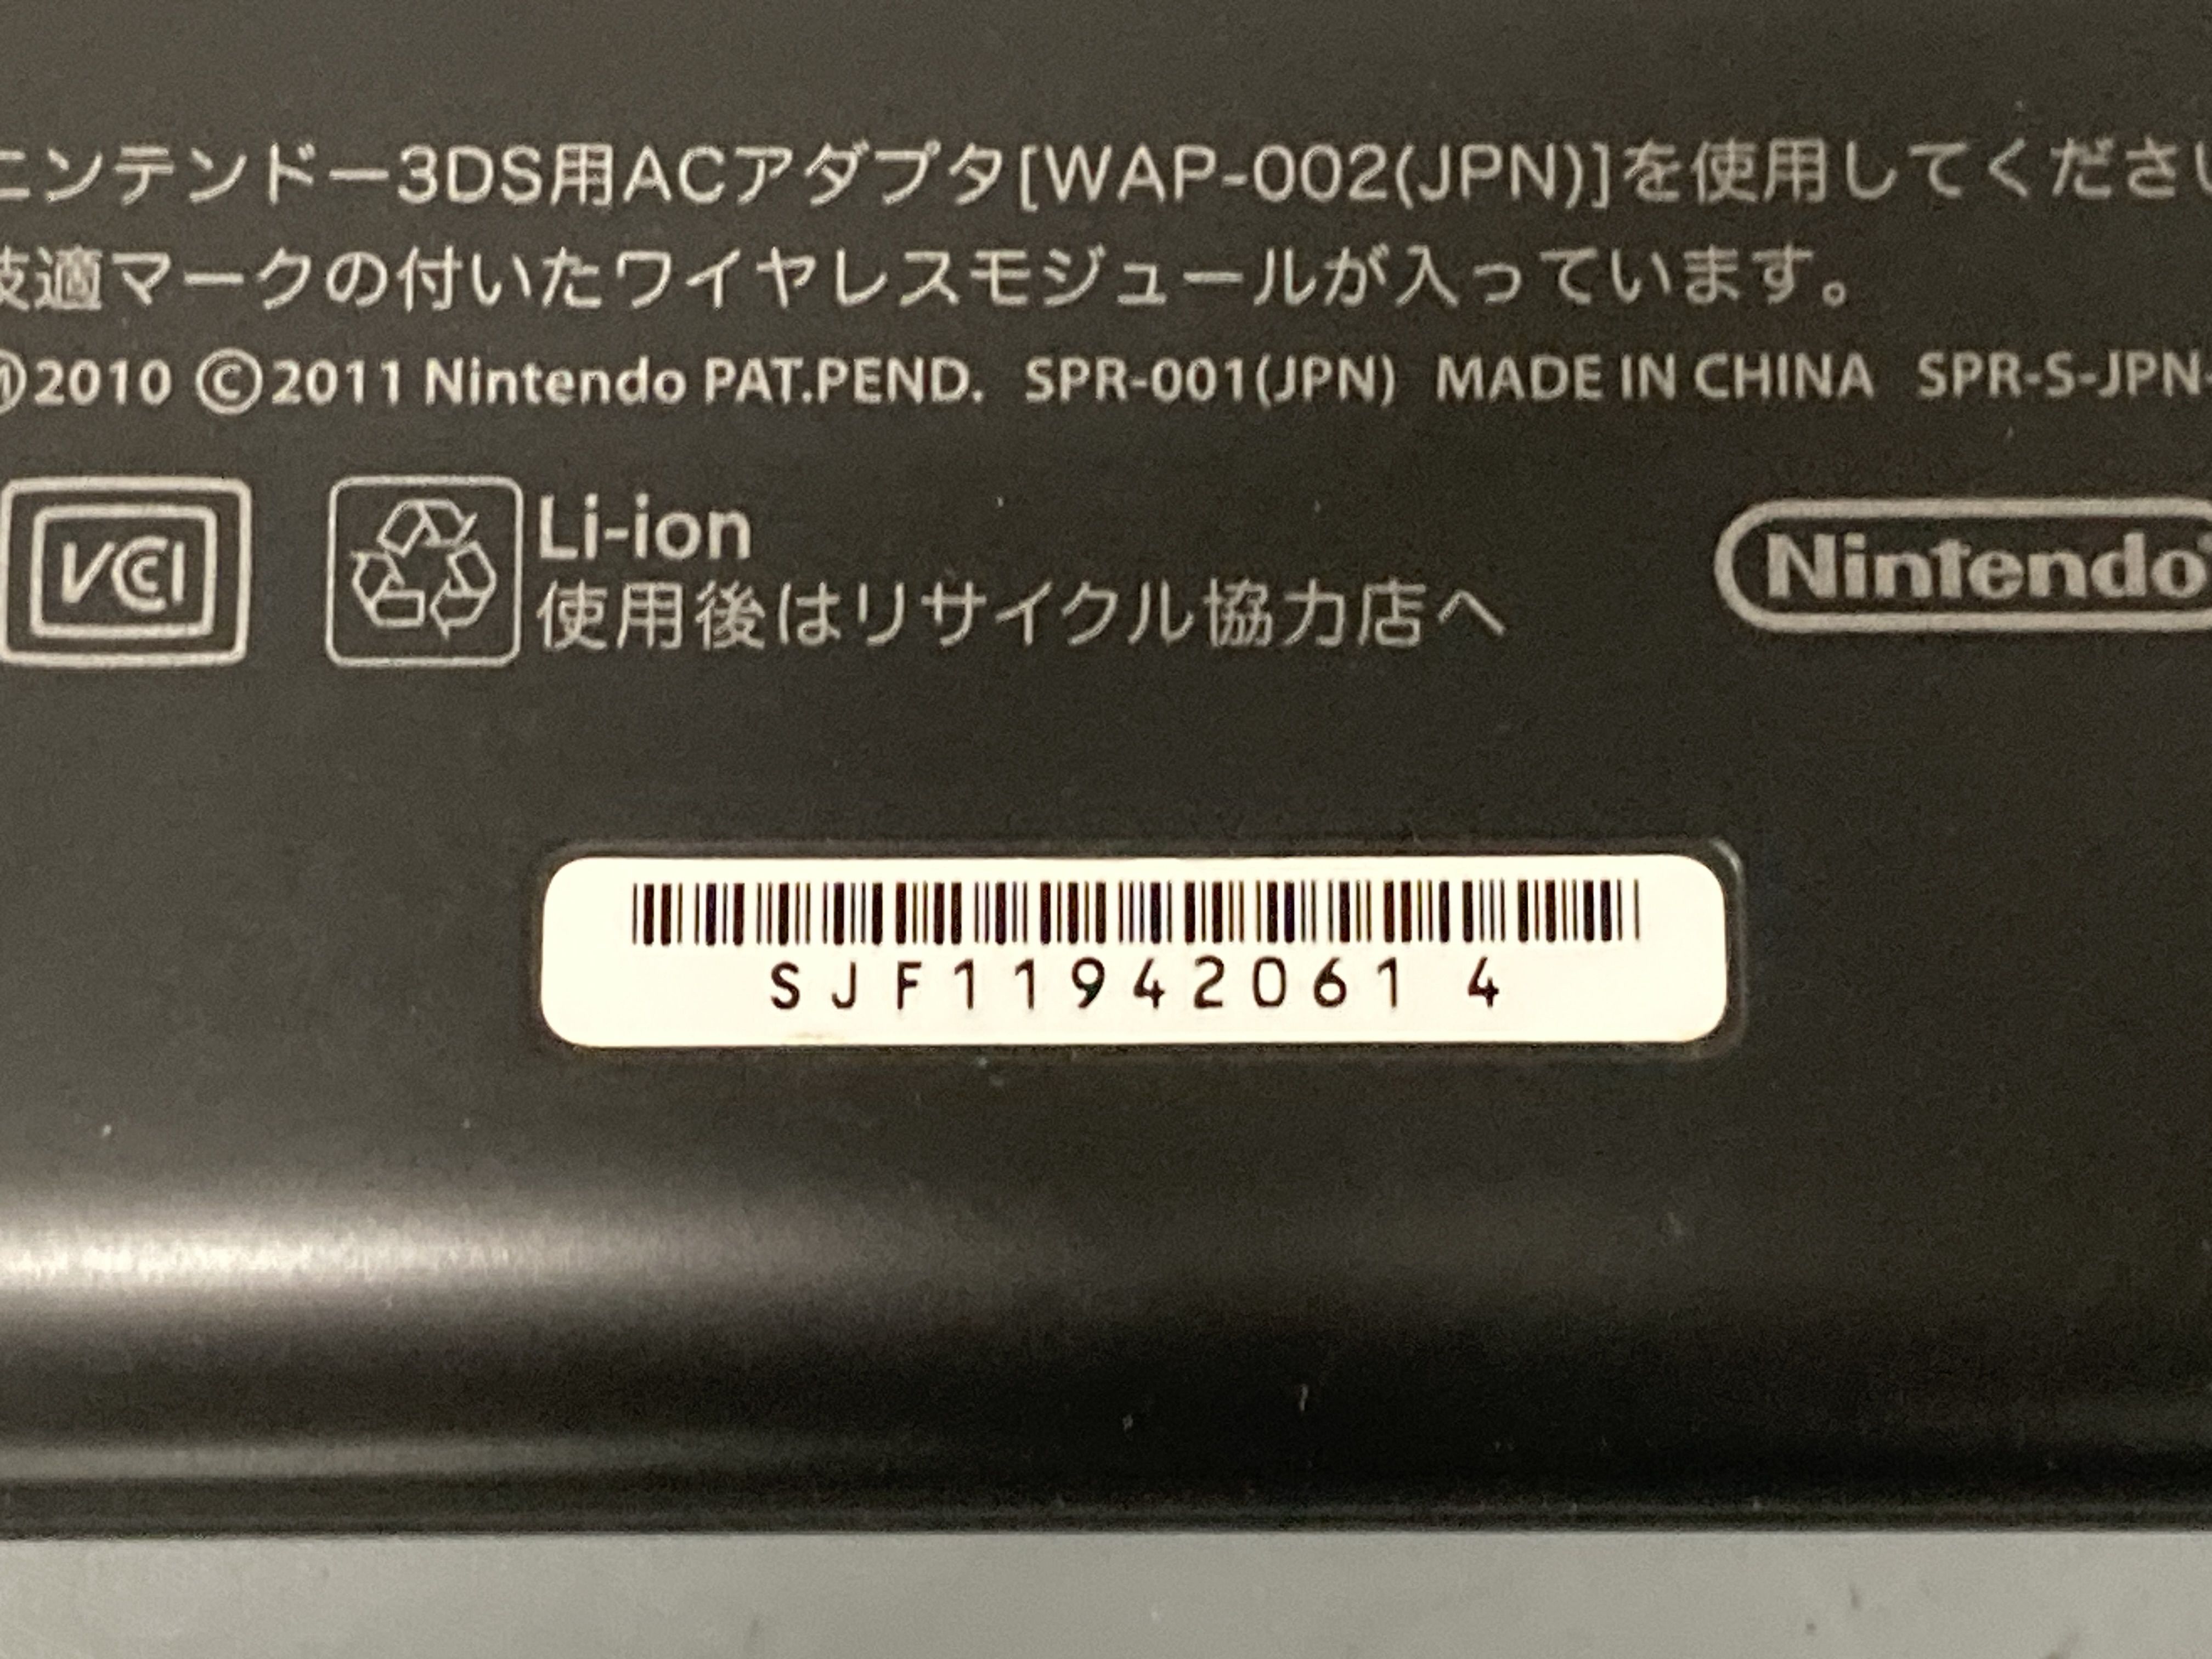 ニンテンドー3DS用ACアダプタ[WAP-002(JPN)]を使用してくださ
技適マークの付いたワイヤレスモジュールが入っています。
2010 ©2011 Nintendo PAT.PEND. SPR-001(JPN) MADE IN CHINA SPR-S-JPN-
VCCI
Li-ion
使用後はリサイクル協力店へ
Nintendo
SJF11942061 4